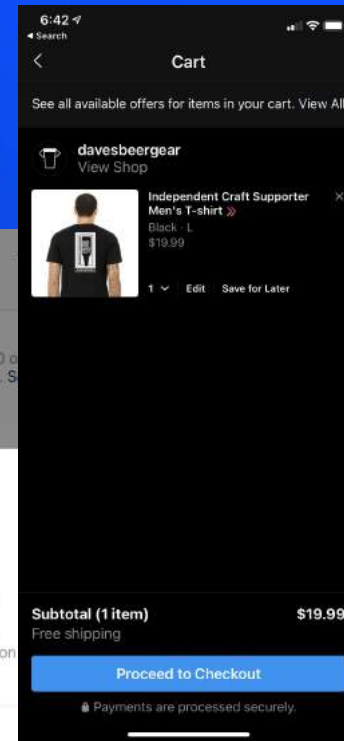 6:42
Search
Cart
See all available offers for items in your cart. View All
davesbeergear
View Shop
Independent Craft Supporter
Men's T-shirt
Black · L
$19.99
1 Edit Save for Later
Subtotal (1 item) $19.99
Free shipping
Proceed to Checkout
Payments are processed securely.